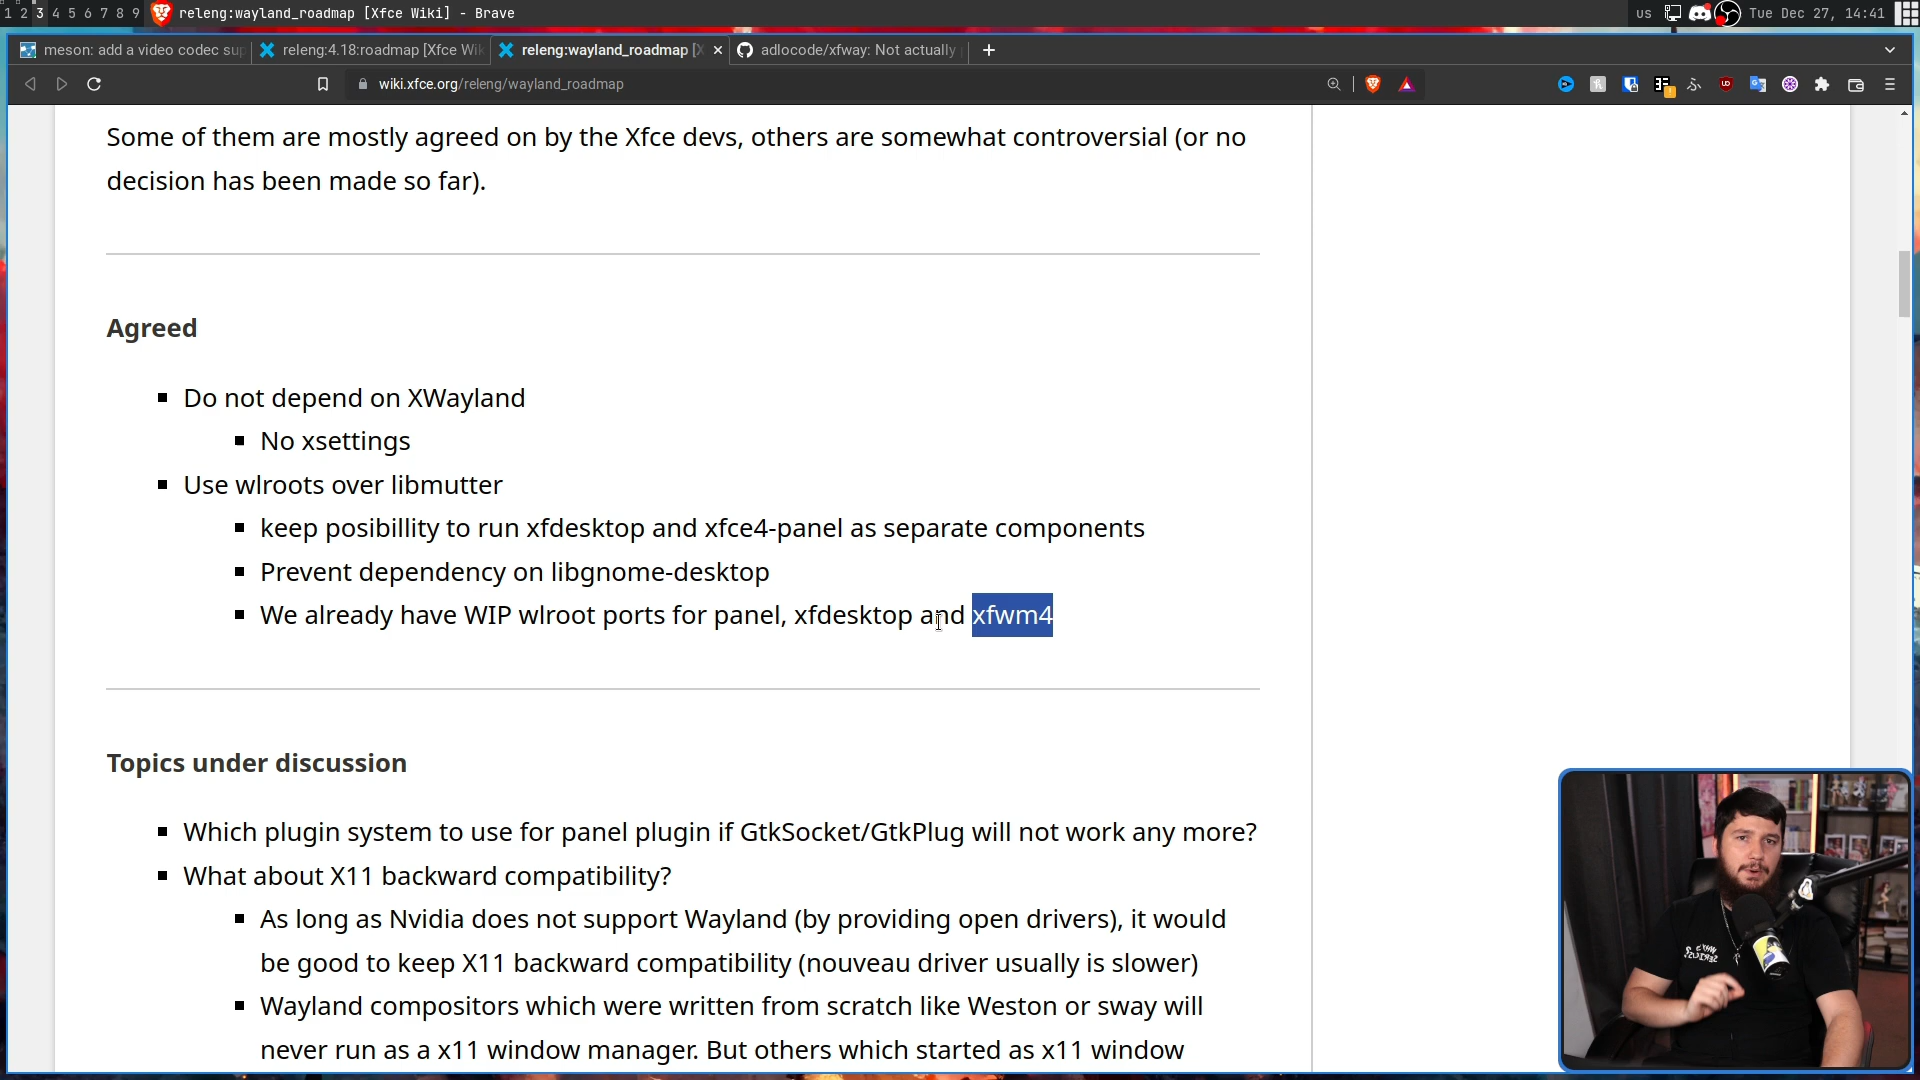 1 2 3 4 5 6 7 8 9 releng:wayland_roadmap [Xfce Wiki] - Brave us Tue Dec 27, 14:41
meson: add a video codec sup releng:4.18:roadmap [Xfce Wik releng:wayland_roadmap [X adlocode/xfway: Not actually
wiki.xfce.org/releng/wayland_roadmap
Some of them are mostly agreed on by the Xfce devs, others are somewhat controversial (or no
decision has been made so far).
Agreed
Do not depend on XWayland
No xsettings
Use wlroots over libmutter
keep posibillity to run xfdesktop and xfce4-panel as separate components
Prevent dependency on libgnome-desktop
We already have WIP wlroot ports for panel, xfdesktop and xfwm4
Topics under discussion
Which plugin system to use for panel plugin if GtkSocket/GtkPlug will not work any more?
What about X11 backward compatibility?
As long as Nvidia does not support Wayland (by providing open drivers), it would
be good to keep X11 backward compatibility (nouveau driver usually is slower)
Wayland compositors which were written from scratch like Weston or sway will
never run as a x11 window manager. But others which started as x11 window